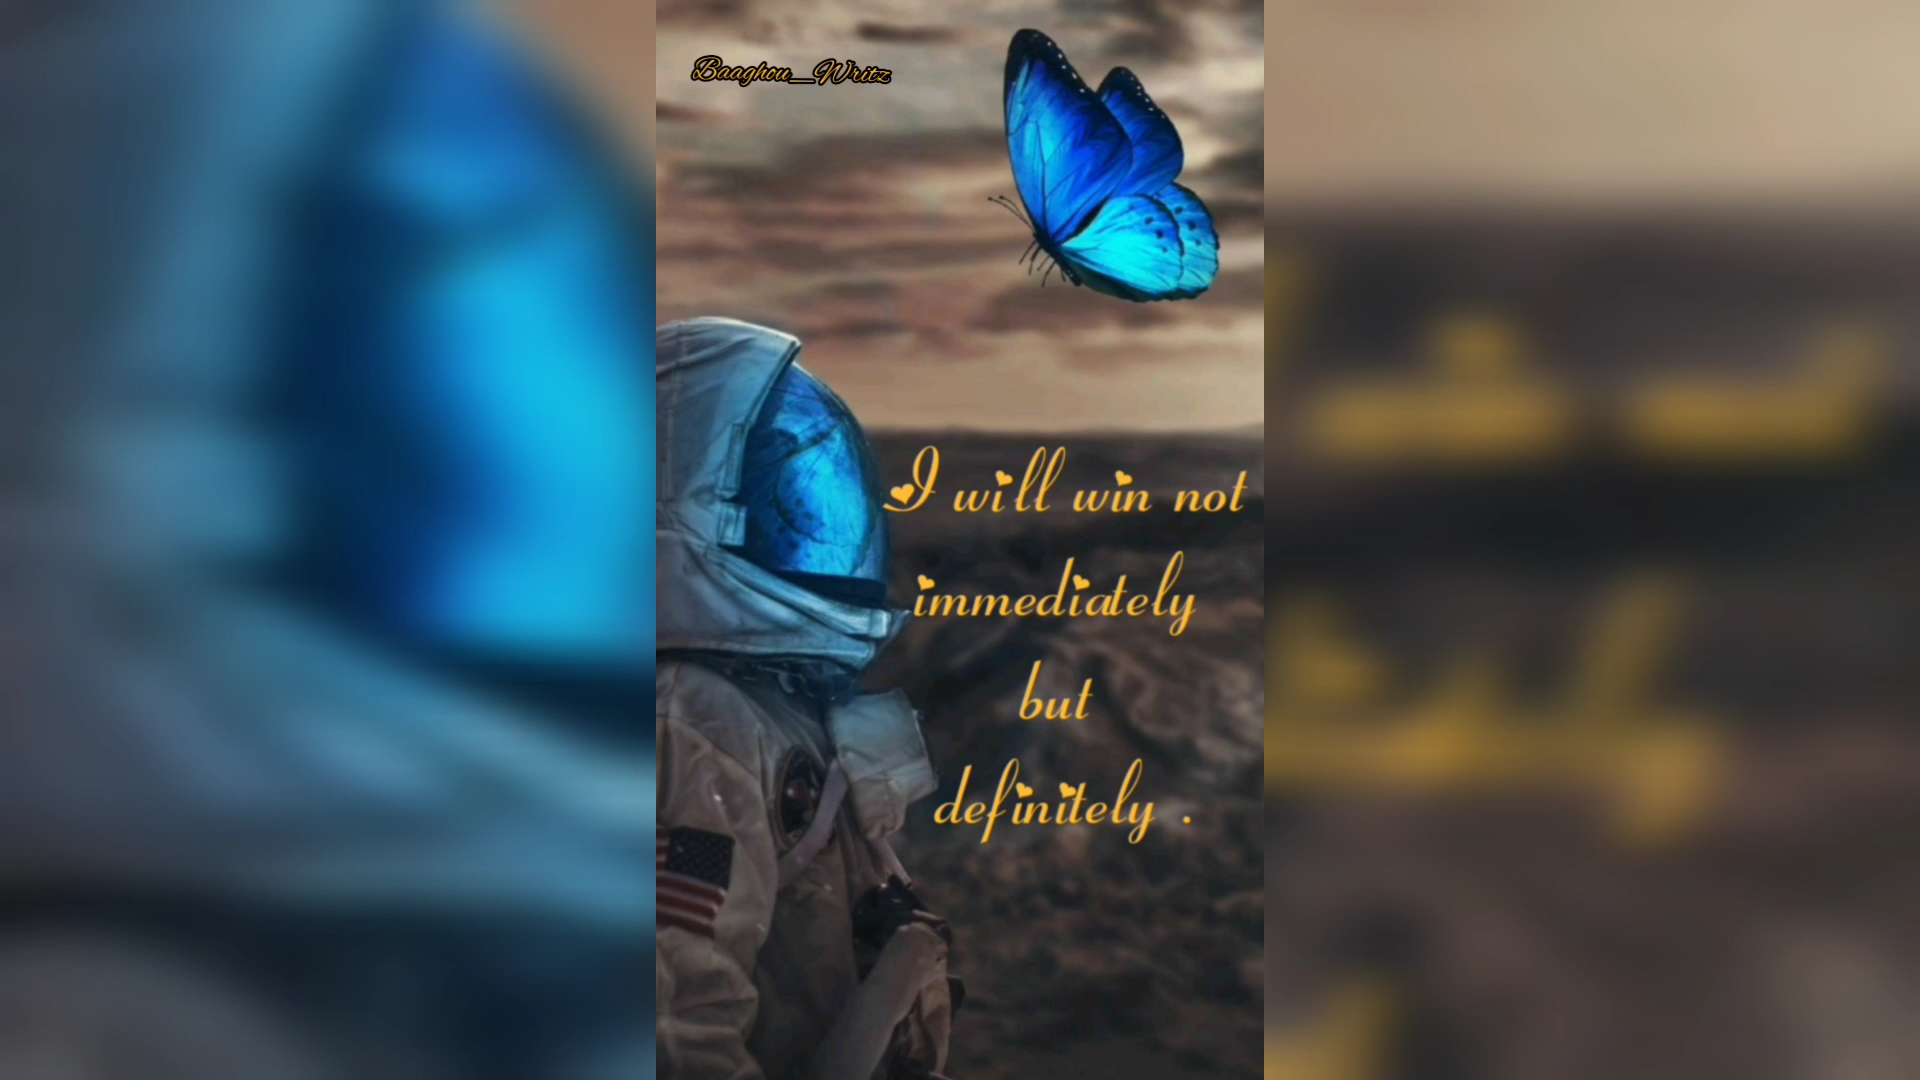 Baaghou_Writz
I will win not
immediately
but
definitely .